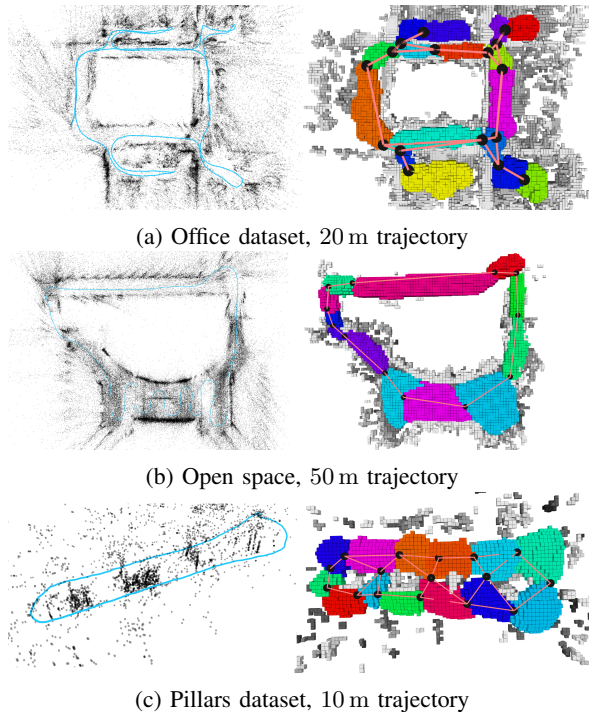 (a) Office dataset, 20 m trajectory
(b) Open space, 50 m trajectory
(c) Pillars dataset, 10 m trajectory